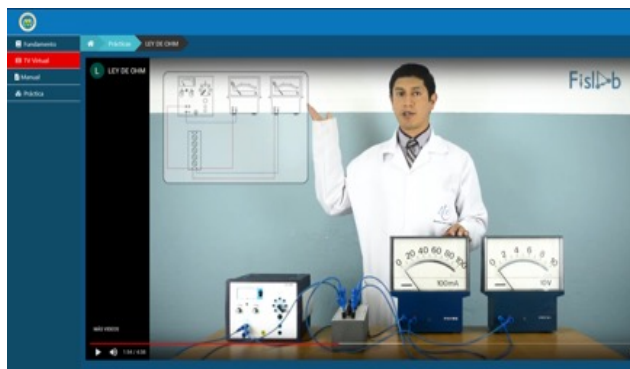 Fundamento
TV Virtual
Manual
Práctica
Prácticas
LEY DE OHM
L LEY DE OHM
Fislab
0 20 40 60 80 100
100mA
0 2 4 6 8 10
10V
MÁS VIDEOS